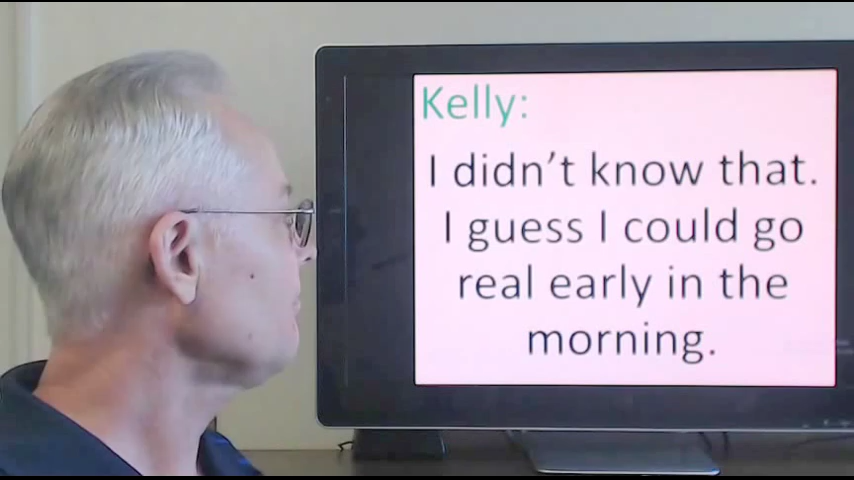 Kelly:
I didn't know that.
I guess I could go
real early in the
morning.